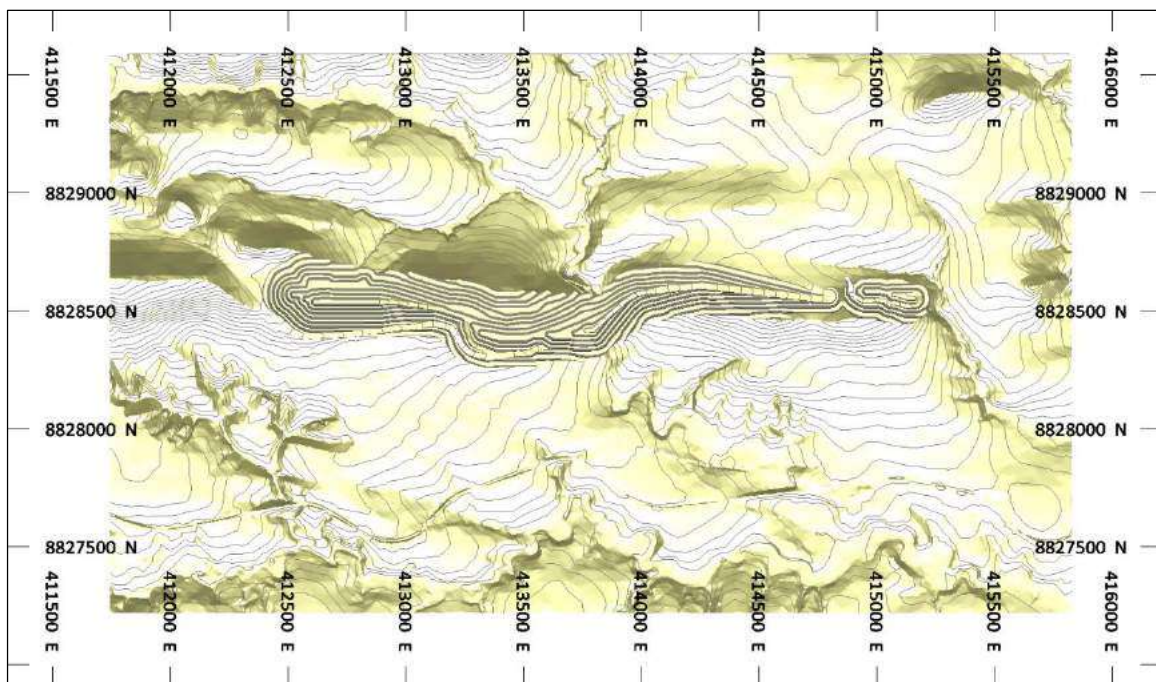 411500 E
412000 E
412500 E
413000 E
413500 E
414000 E
414500 E
415000 E
415500 E
416000 E
8829000 N
8829000 N
8828500 N
8828500 N
8828000 N
8828000 N
8827500 N
8827500 N
411500 E
412000 E
412500 E
413000 E
413500 E
414000 E
414500 E
415000 E
415500 E
416000 E